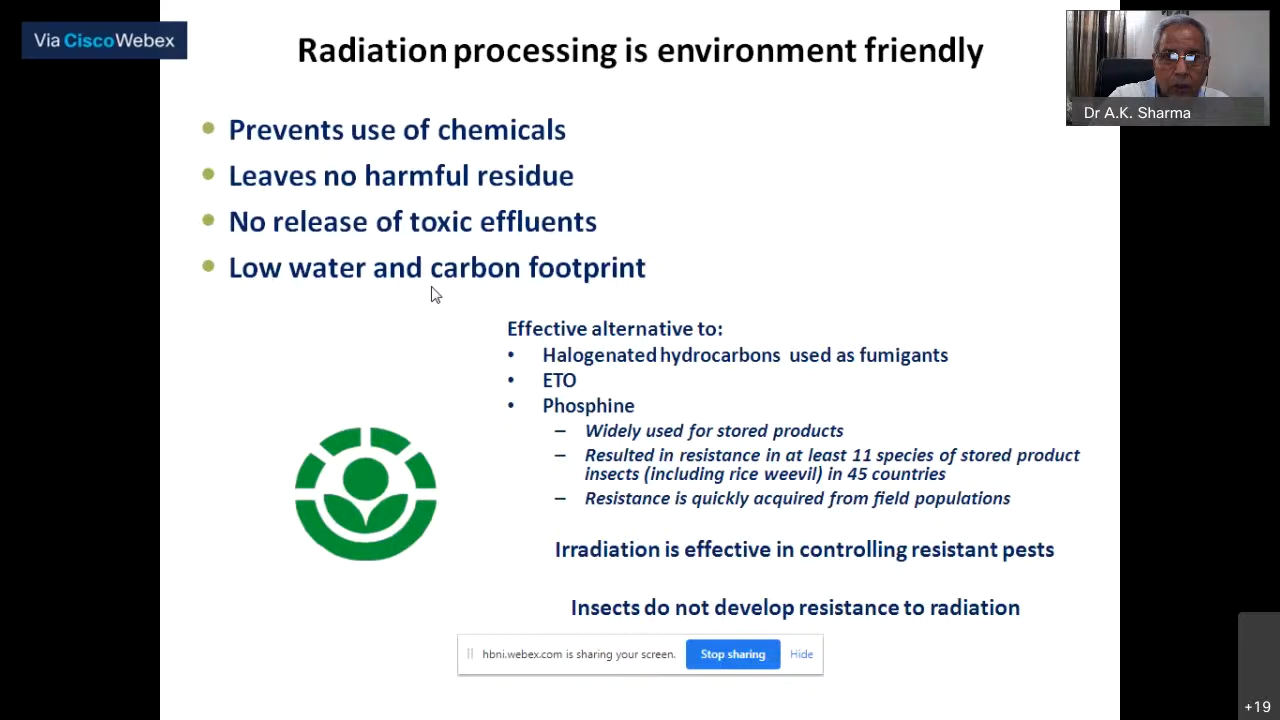 Via CiscoWebex
Radiation processing is environment friendly
Dr A.K. Sharma
• Prevents use of chemicals
• Leaves no harmful residue
• No release of toxic effluents
• Low water and carbon footprint
Effective alternative to:
• Halogenated hydrocarbons used as fumigants
• ETO
• Phosphine
– Widely used for stored products
– Resulted in resistance in at least 11 species of stored product
insects (including rice weevil) in 45 countries
– Resistance is quickly acquired from field populations
Irradiation is effective in controlling resistant pests
Insects do not develop resistance to radiation
hbni.webex.com is sharing your screen. Stop sharing Hide
+19